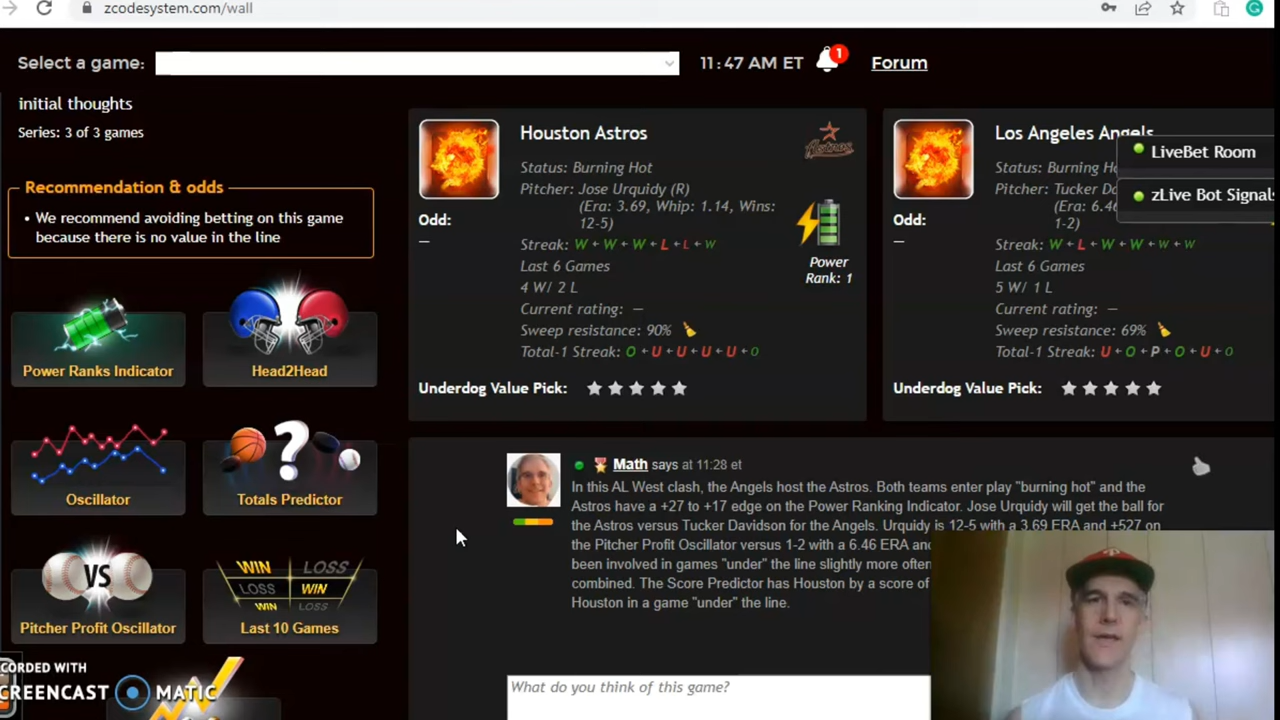 zcodesystem.com/wall
Select a game:
11:47 AM ET
1
Forum
initial thoughts
Series: 3 of 3 games
Recommendation & odds
• We recommend avoiding betting on this game
because there is no value in the line
Power Ranks Indicator
Head2Head
Oscillator
?
Totals Predictor
VS
Pitcher Profit Oscillator
WIN LOSS
LOSS WIN
WIN LOSS
Last 10 Games
Houston Astros
Astros
Status: Burning Hot
Pitcher: Jose Urquidy (R)
(Era: 3.69, Whip: 1.14, Wins:
12-5)
Odd:
—
Streak: W←W←W←L←L←W
Last 6 Games
4 W/ 2 L
Current rating: —
Sweep resistance: 90%
Total-1 Streak: O←U←U←U←U←O
Power
Rank: 1
Underdog Value Pick:
Los Angeles Angels
Status: Burning
Pitcher: Tucker
(Era: 6.46
1-2)
Odd:
—
Streak: W←L←W←W←W←W
Last 6 Games
5 W/ 1 L
Current rating: —
Sweep resistance: 69%
Total-1 Streak: U←O←P←O←U←O
Underdog Value Pick:
LiveBet Room
zLive Bot Signals
Math says at 11:28 et
In this AL West clash, the Angels host the Astros. Both teams enter play "burning hot" and the
Astros have a +27 to +17 edge on the Power Ranking Indicator. Jose Urquidy will get the ball for
the Astros versus Tucker Davidson for the Angels. Urquidy is 12-5 with a 3.69 ERA and +527 on
the Pitcher Profit Oscillator versus 1-2 with a 6.46 ERA and
been involved in games "under" the line slightly more often
combined. The Score Predictor has Houston by a score of
Houston in a game "under" the line.
What do you think of this game?
CORDED WITH
SCREENCAST MATIC